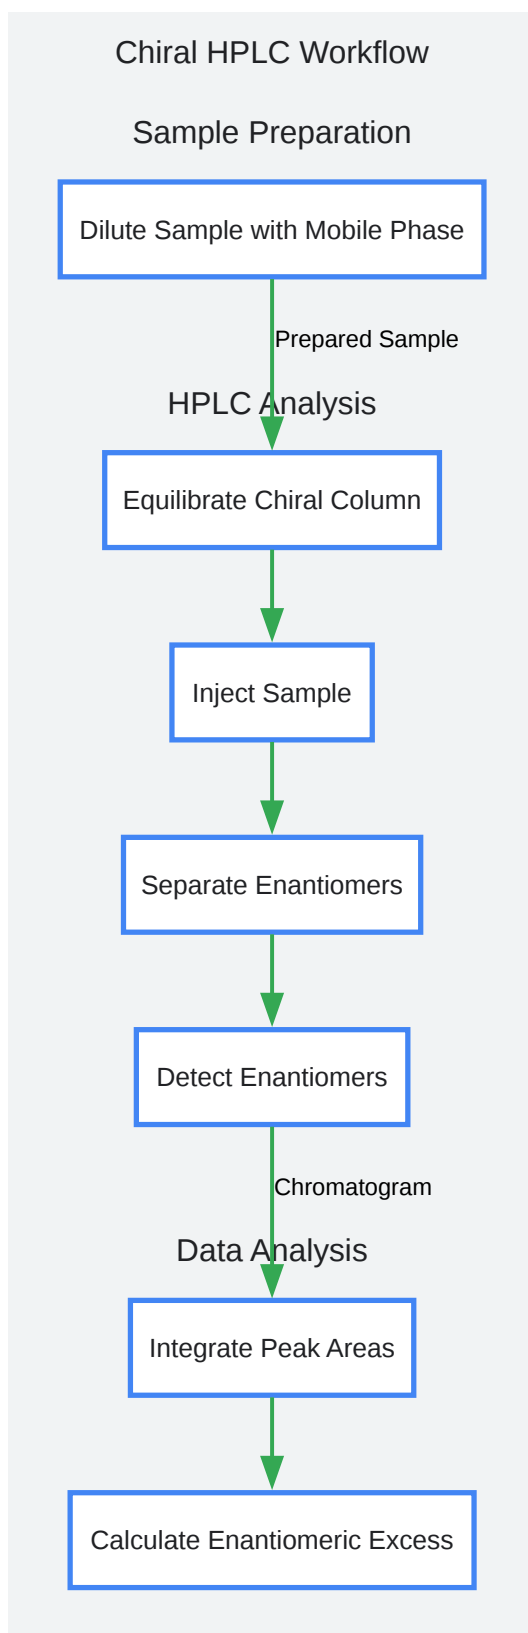 Chiral HPLC Workflow
Sample Preparation
Dilute Sample with Mobile Phase
Prepared Sample
HPLC Analysis
Equilibrate Chiral Column
Inject Sample
Separate Enantiomers
Detect Enantiomers
Chromatogram
Data Analysis
Integrate Peak Areas
Calculate Enantiomeric Excess